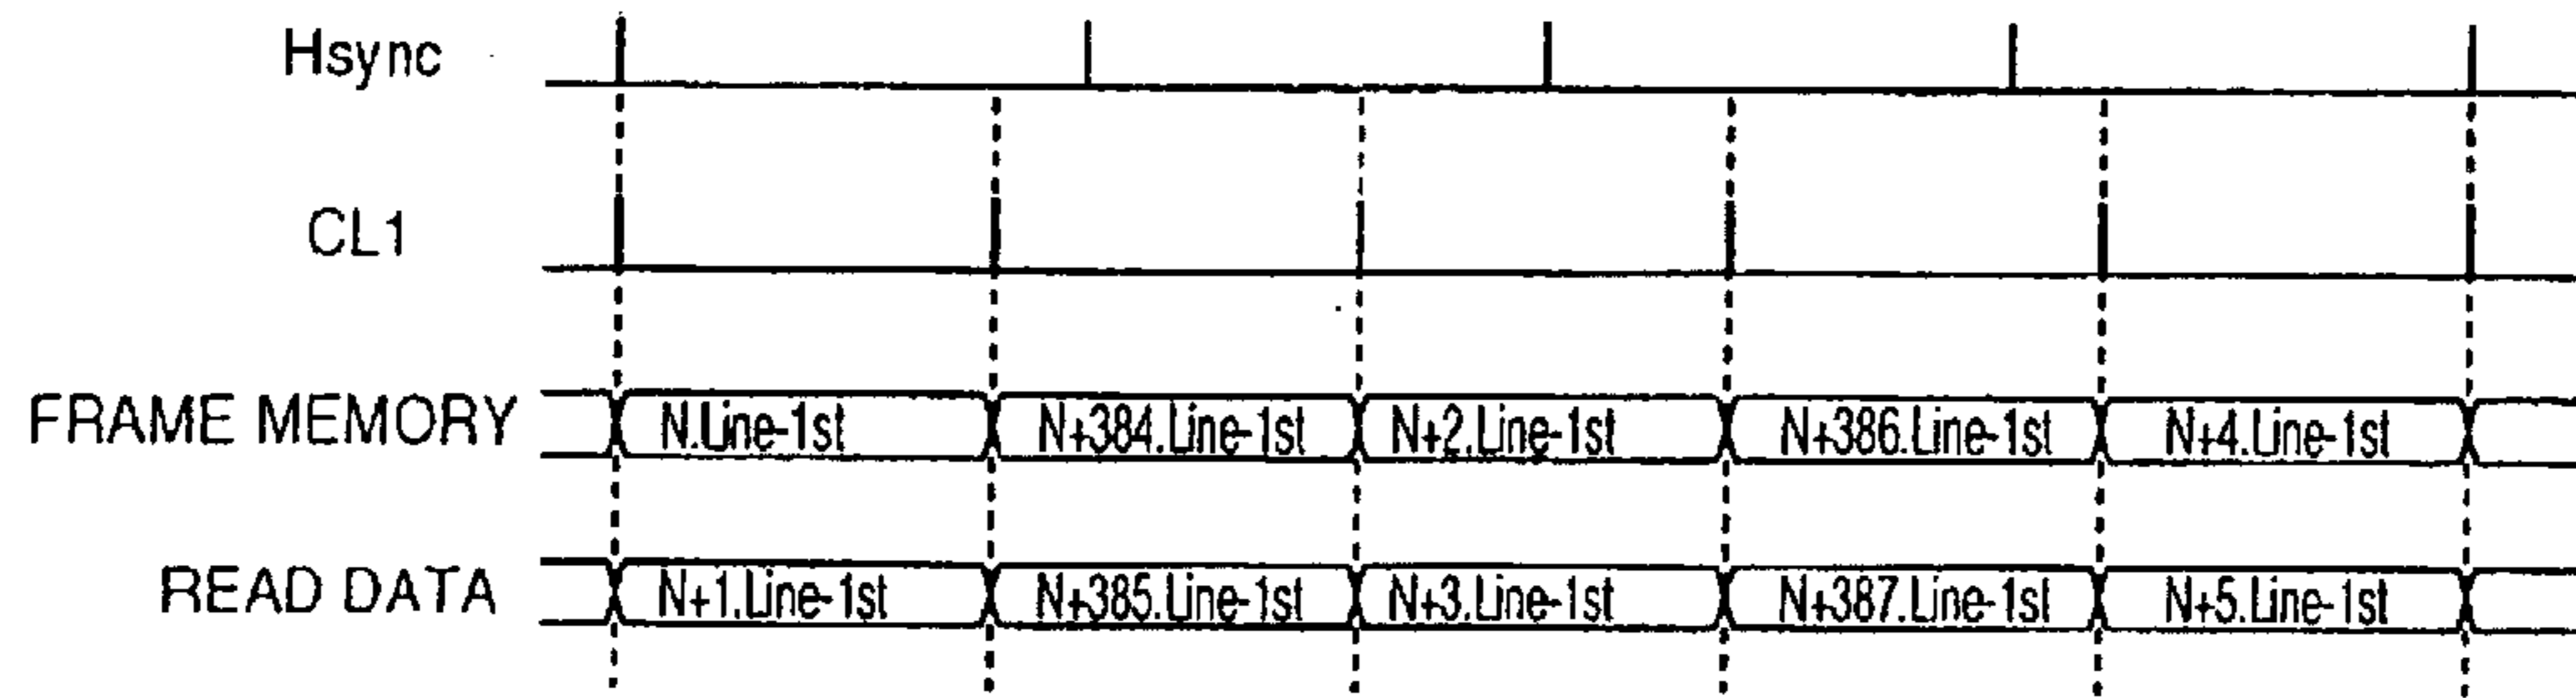 Hsync
CL1
FRAME MEMORY N.Line-1st N+384.Line-1st N+2.Line-1st N+386.Line-1st N+4.Line-1st
READ DATA N+1.Line-1st N+385.Line-1st N+3.Line-1st N+387.Line-1st N+5.Line-1st